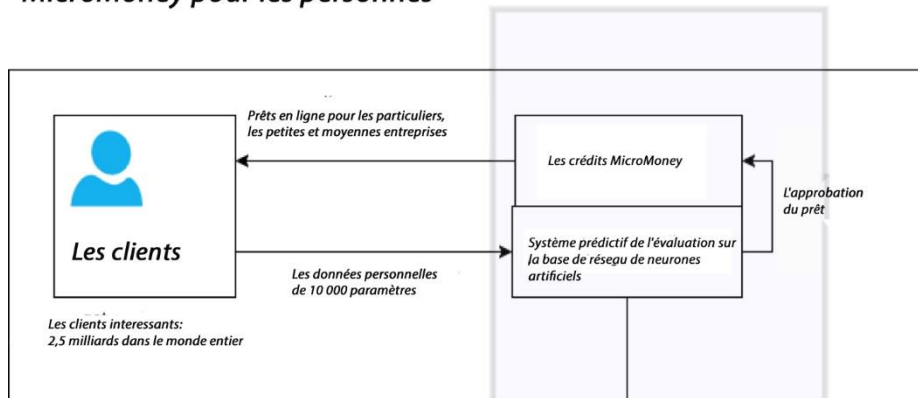 MicroMoney pour les personnes
Prêts en ligne pour les particuliers,
les petites et moyennes entreprises
Les crédits MicroMoney
L'approbation
du prêt
Les clients
Système prédictif de l'évaluation sur
la base de résegu de neurones
artificiels
Les données personnelles
de 10 000 paramètres
Les clients interessants:
2,5 milliards dans le monde entier